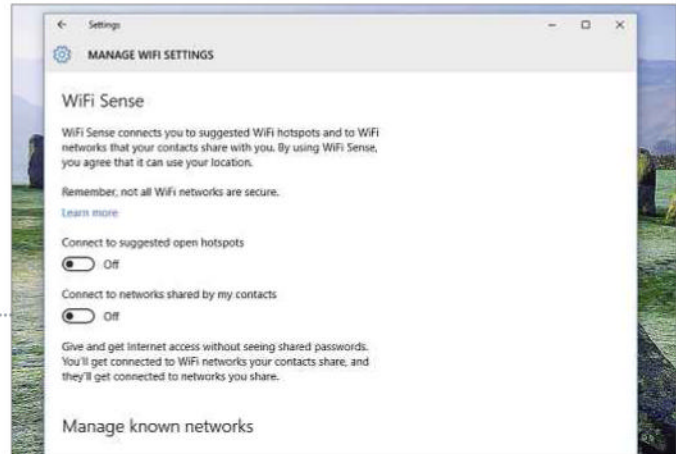 Settings
MANAGE WIFI SETTINGS
WiFi Sense
WiFi Sense connects you to suggested WiFi hotspots and to WiFi
networks that your contacts share with you. By using WiFi Sense,
you agree that it can use your location.
Remember, not all WiFi networks are secure.
Learn more
Connect to suggested open hotspots
Off
Connect to networks shared by my contacts
Off
Give and get Internet access without seeing shared passwords.
You'll get connected to WiFi networks your contacts share, and
they'll get connected to networks you share.
Manage known networks